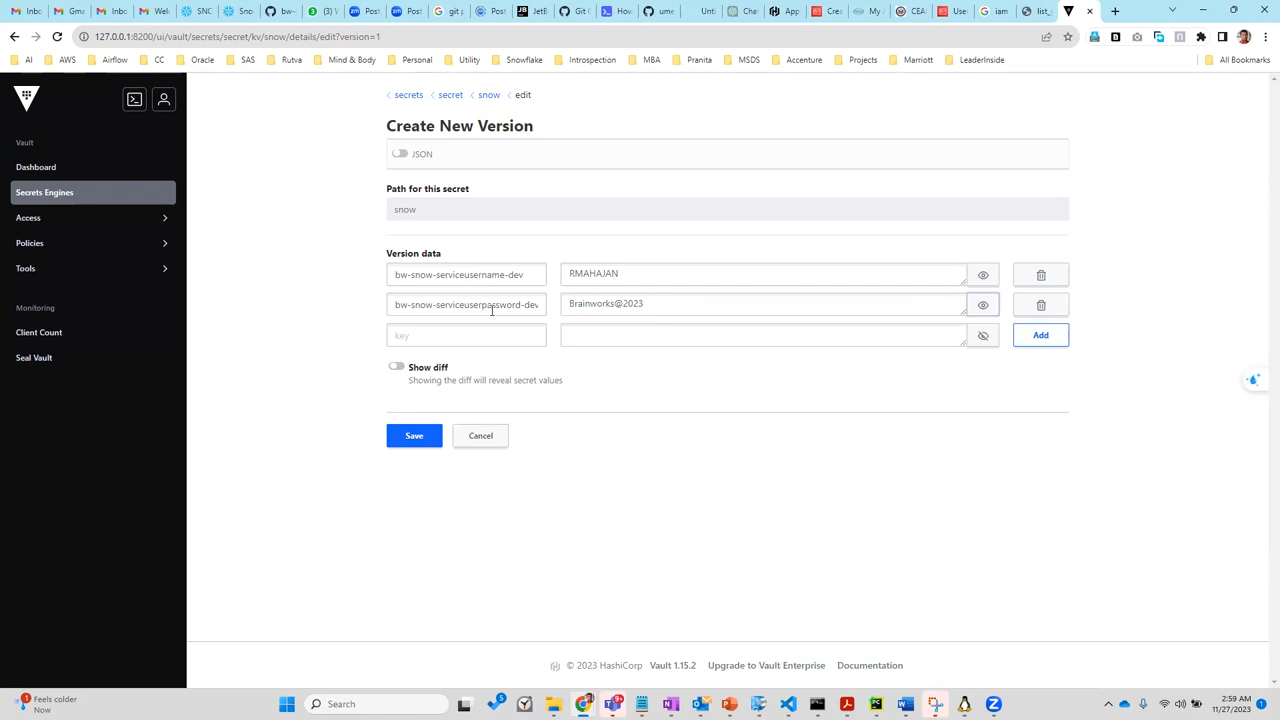 127.0.0.1:8200/ui/vault/secrets/secret/kv/snow/details/edit?version=1
AI AWS Airflow CC Oracle SAS Rutva Mind & Body Personal Utility Snowflake Introspection MBA Pranita MSDS Accenture Projects Marriott LeaderInside All Bookmarks
secrets secret snow edit
Create New Version
JSON
Path for this secret
snow
Version data
bw-snow-serviceusername-dev RMAHAJAN
bw-snow-serviceuserpassword-dev Brainworks@2023
key Add
Show diff
Showing the diff will reveal secret values
Save Cancel
Vault
Dashboard
Secrets Engines
Access
Policies
Tools
Monitoring
Client Count
Seal Vault
© 2023 HashiCorp Vault 1.15.2 Upgrade to Vault Enterprise Documentation
Feels colder
Now
Search
2:59 AM
11/27/2023